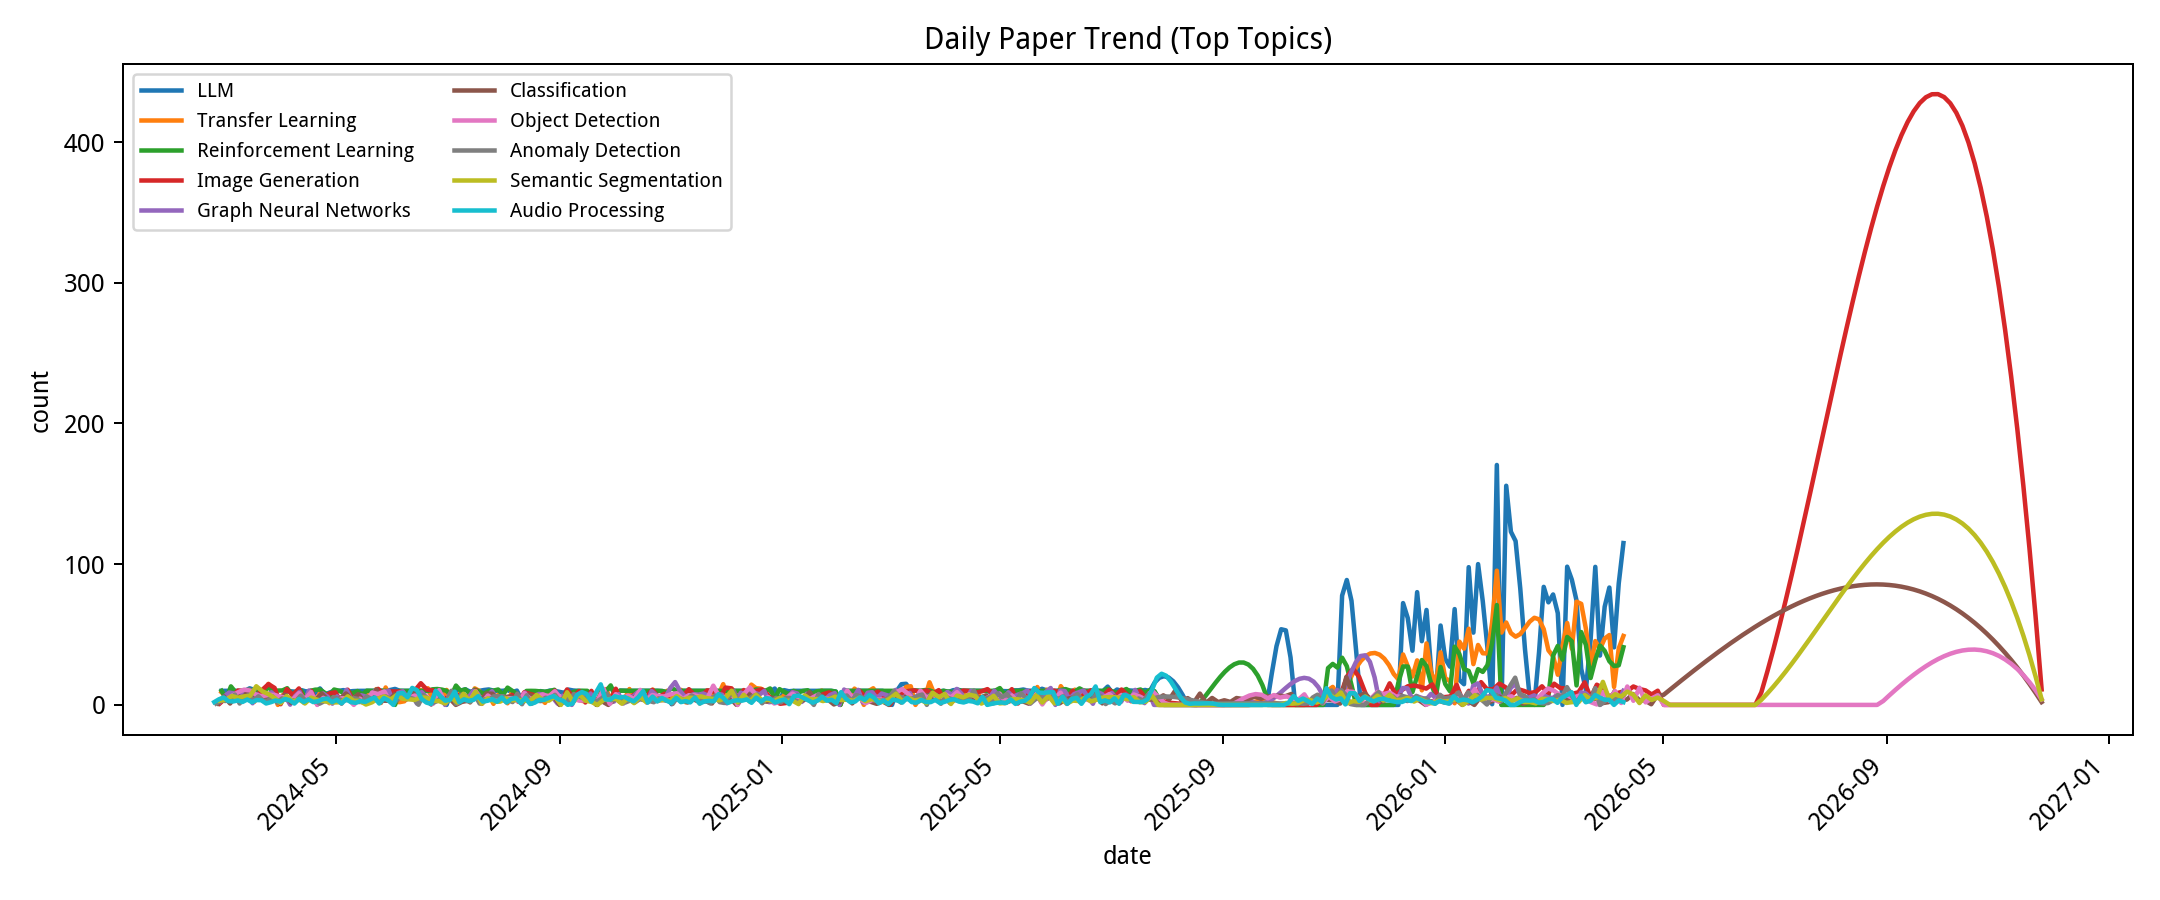 Daily Paper Trend (Top Topics)
LLM
Transfer Learning
Reinforcement Learning
Image Generation
Graph Neural Networks
Classification
Object Detection
Anomaly Detection
Semantic Segmentation
Audio Processing
count
400
300
200
100
0
2024-05
2024-09
2025-01
2025-05
2025-09
2026-01
2026-05
2026-09
2027-01
date